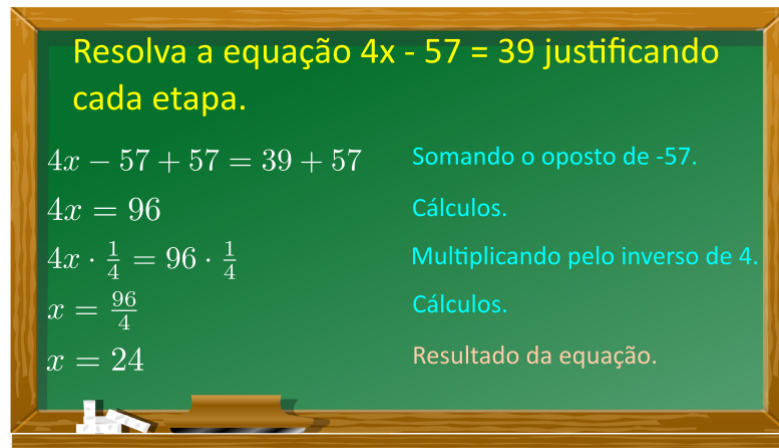 Resolva a equação 4x - 57 = 39 justificando
cada etapa.
4x − 57 + 57 = 39 + 57 Somando o oposto de -57.
4x = 96 Cálculos.
4x · 1/4 = 96 · 1/4 Multiplicando pelo inverso de 4.
x = 96/4 Cálculos.
x = 24 Resultado da equação.